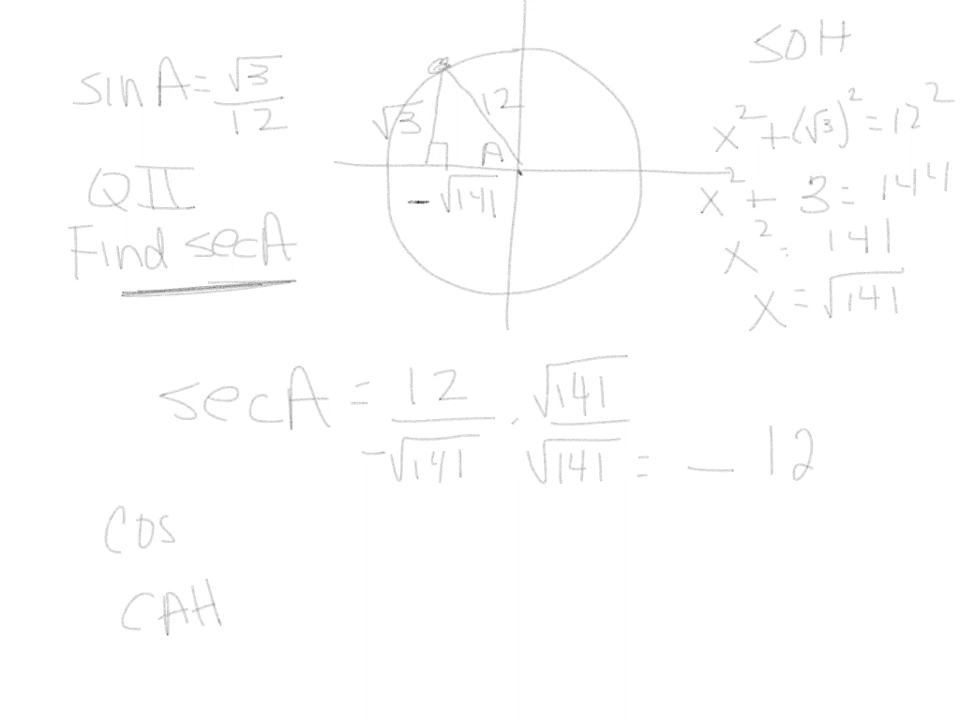 sinA = √3/12
QII
Find secA
√3
12
A
-√141
SOH
x² + (√3)² = 12²
x² + 3 = 144
x² = 141
x = √141
secA = 12/-√141 · √141/√141 = - 12
cos
CAH